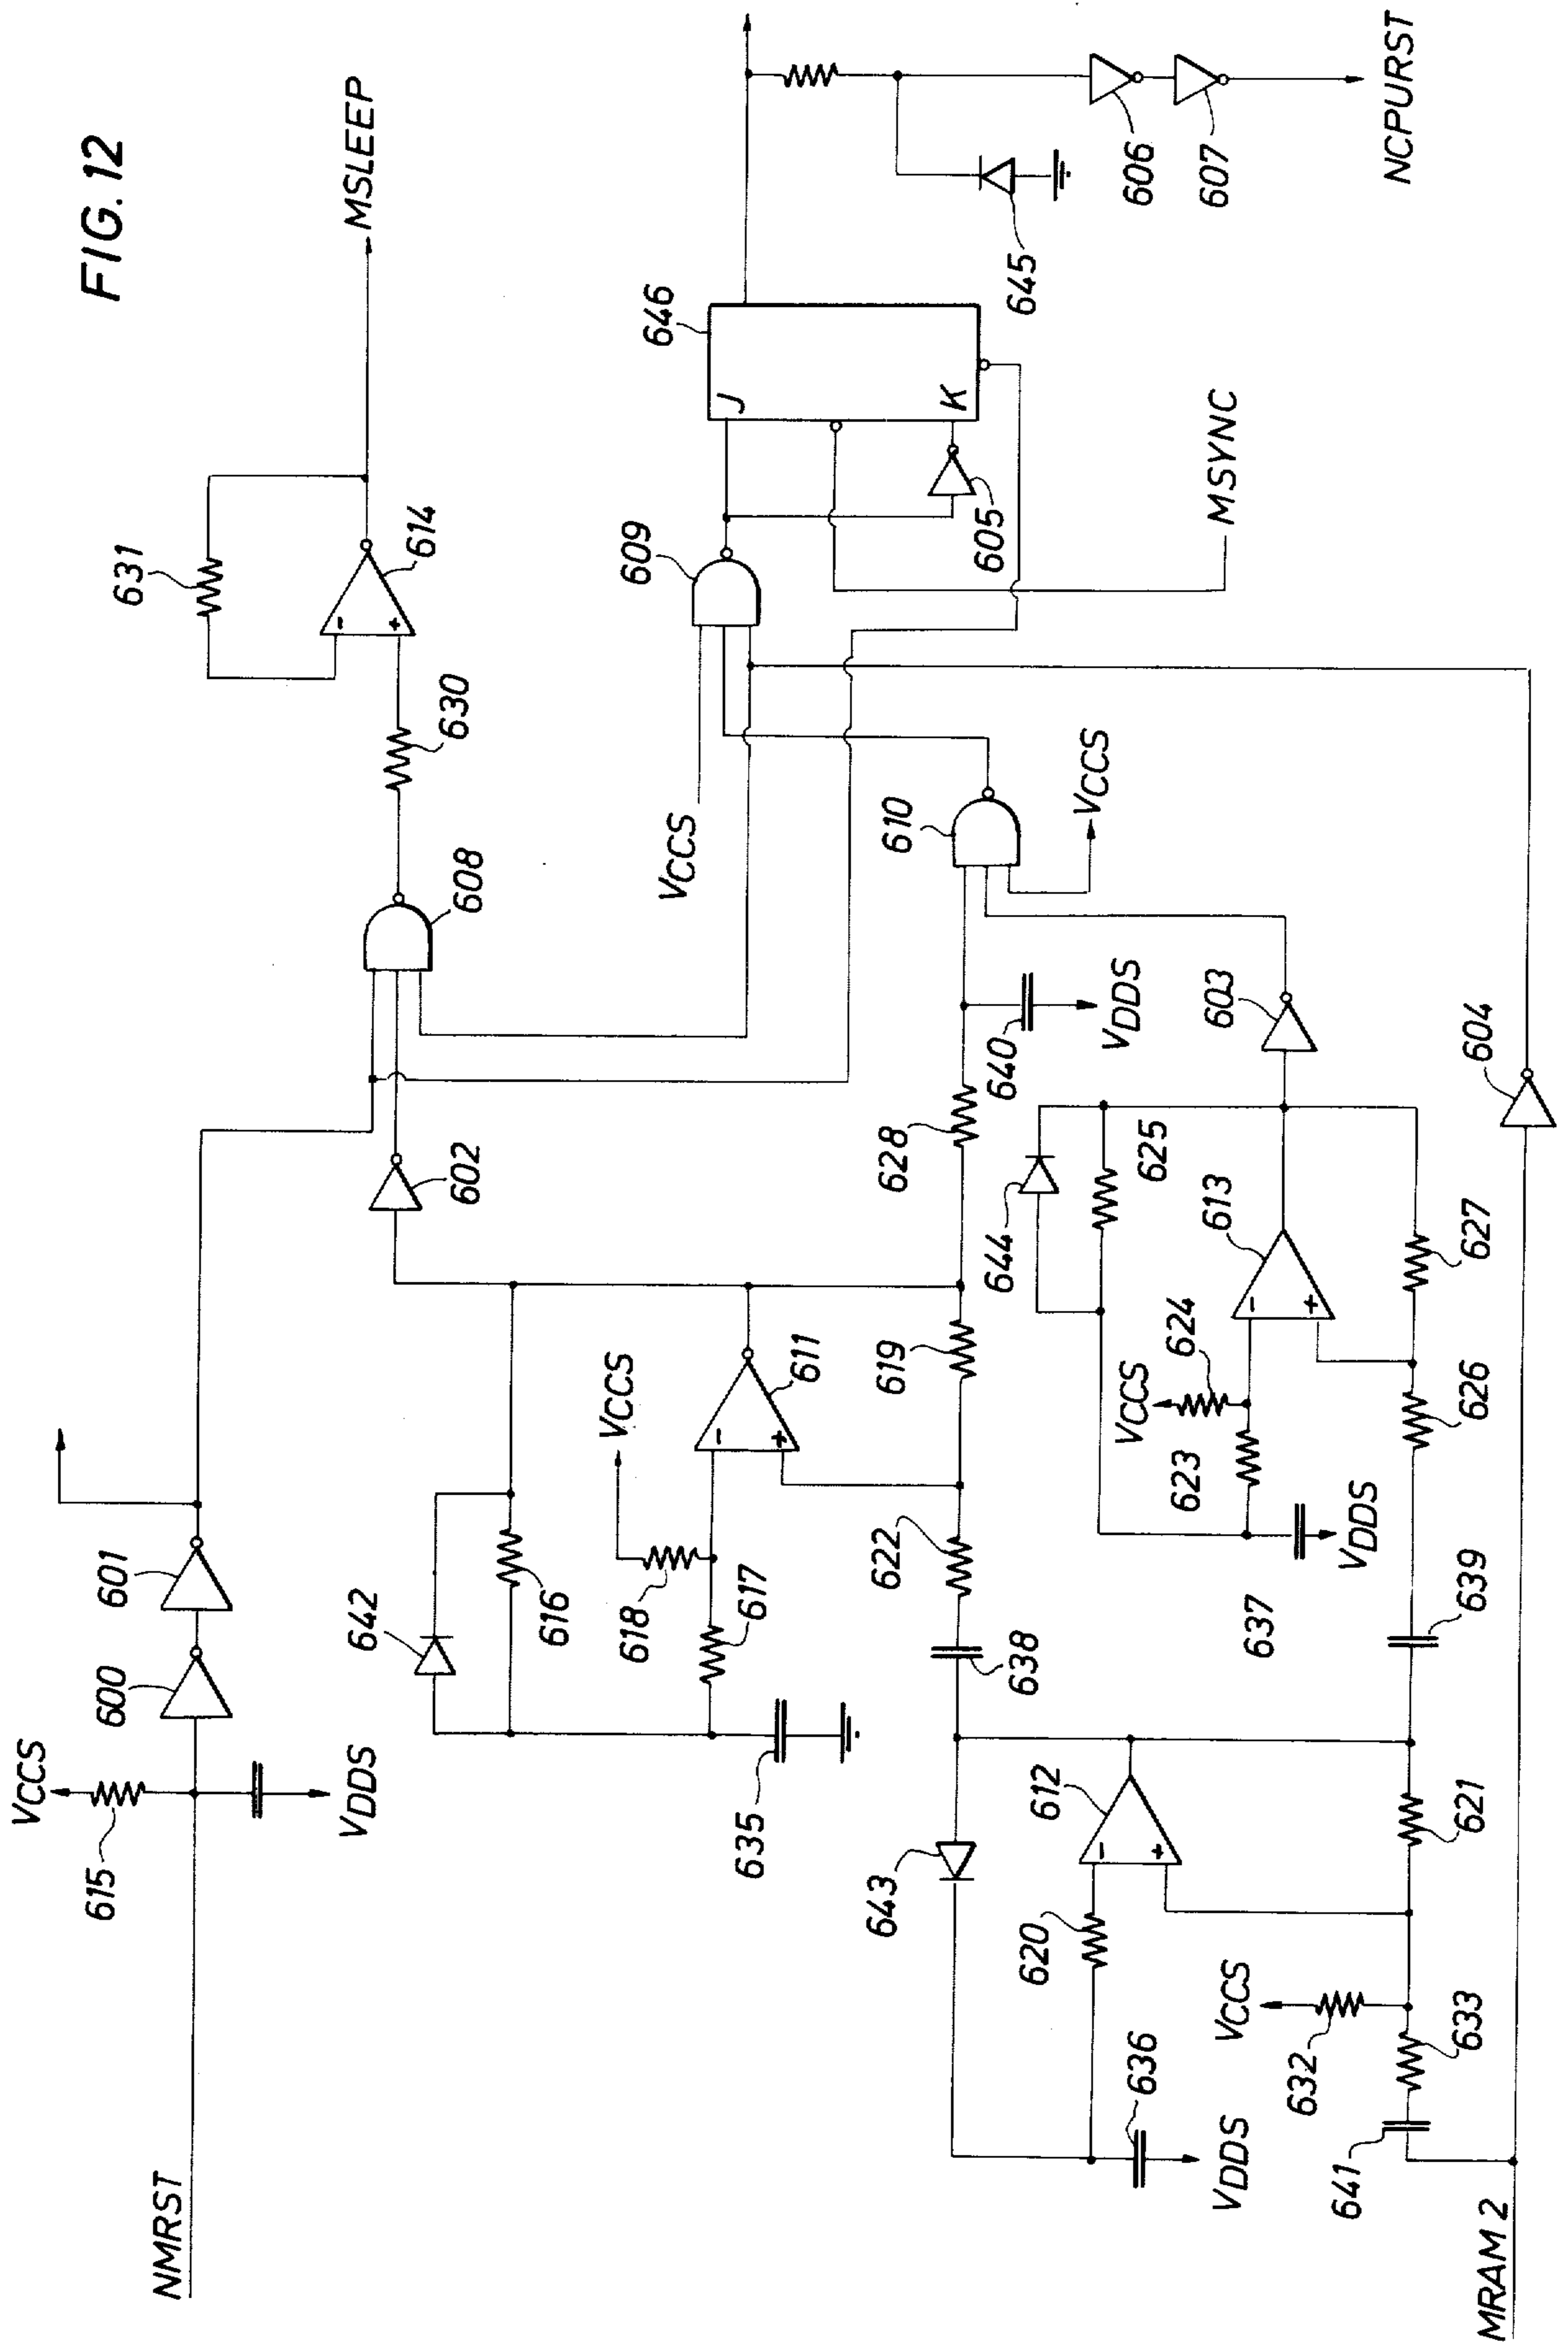 FIG. 12
NMRST
VCCS
615
VDDS
600
601
642
616
VCCS
618
617
635
611
602
608
630
631
614
MSLEEP
643
612
620
636
VDDS
VCCS
632
633
641
621
MRAM 2
638
622
619
628
640
VDDS
639
626
627
637
VDDS
623
624
VCCS
613
644
625
603
604
610
VCCS
VCCS
609
605
J
K
646
MSYNC
645
606
607
NCPURST
-
+
-
+
-
+
-
+